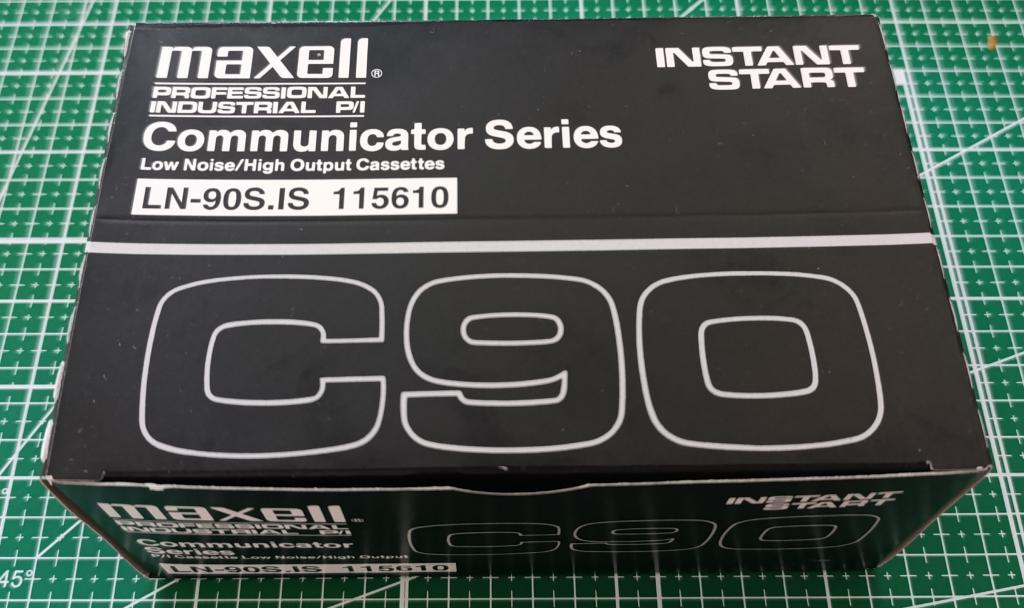 maxell®
PROFESSIONAL
INDUSTRIAL P/I
INSTANT
START
Communicator Series
Low Noise/High Output Cassettes
LN-90S.IS 115610
C90
maxell®
PROFESSIONAL
INDUSTRIAL P/I
INSTANT
START
Communicator
Series
Cassette Low Noise/High Output
C90
LN-90S.IS 115610
45°